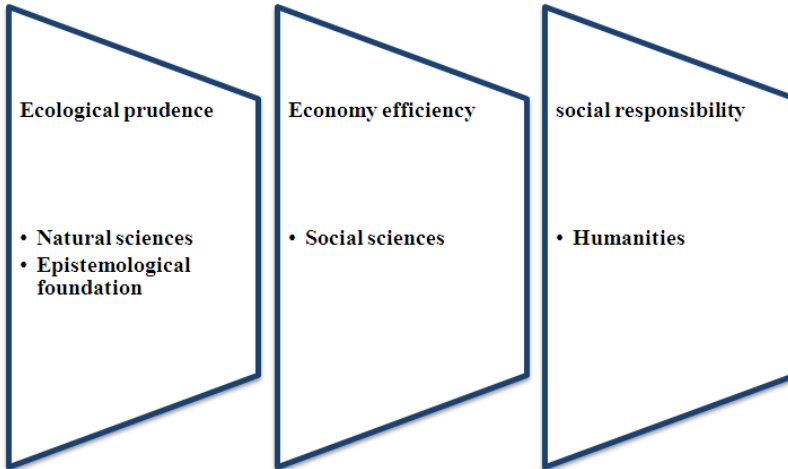 Ecological prudence
• Natural sciences
• Epistemological
foundation
Economy efficiency
• Social sciences
social responsibility
• Humanities